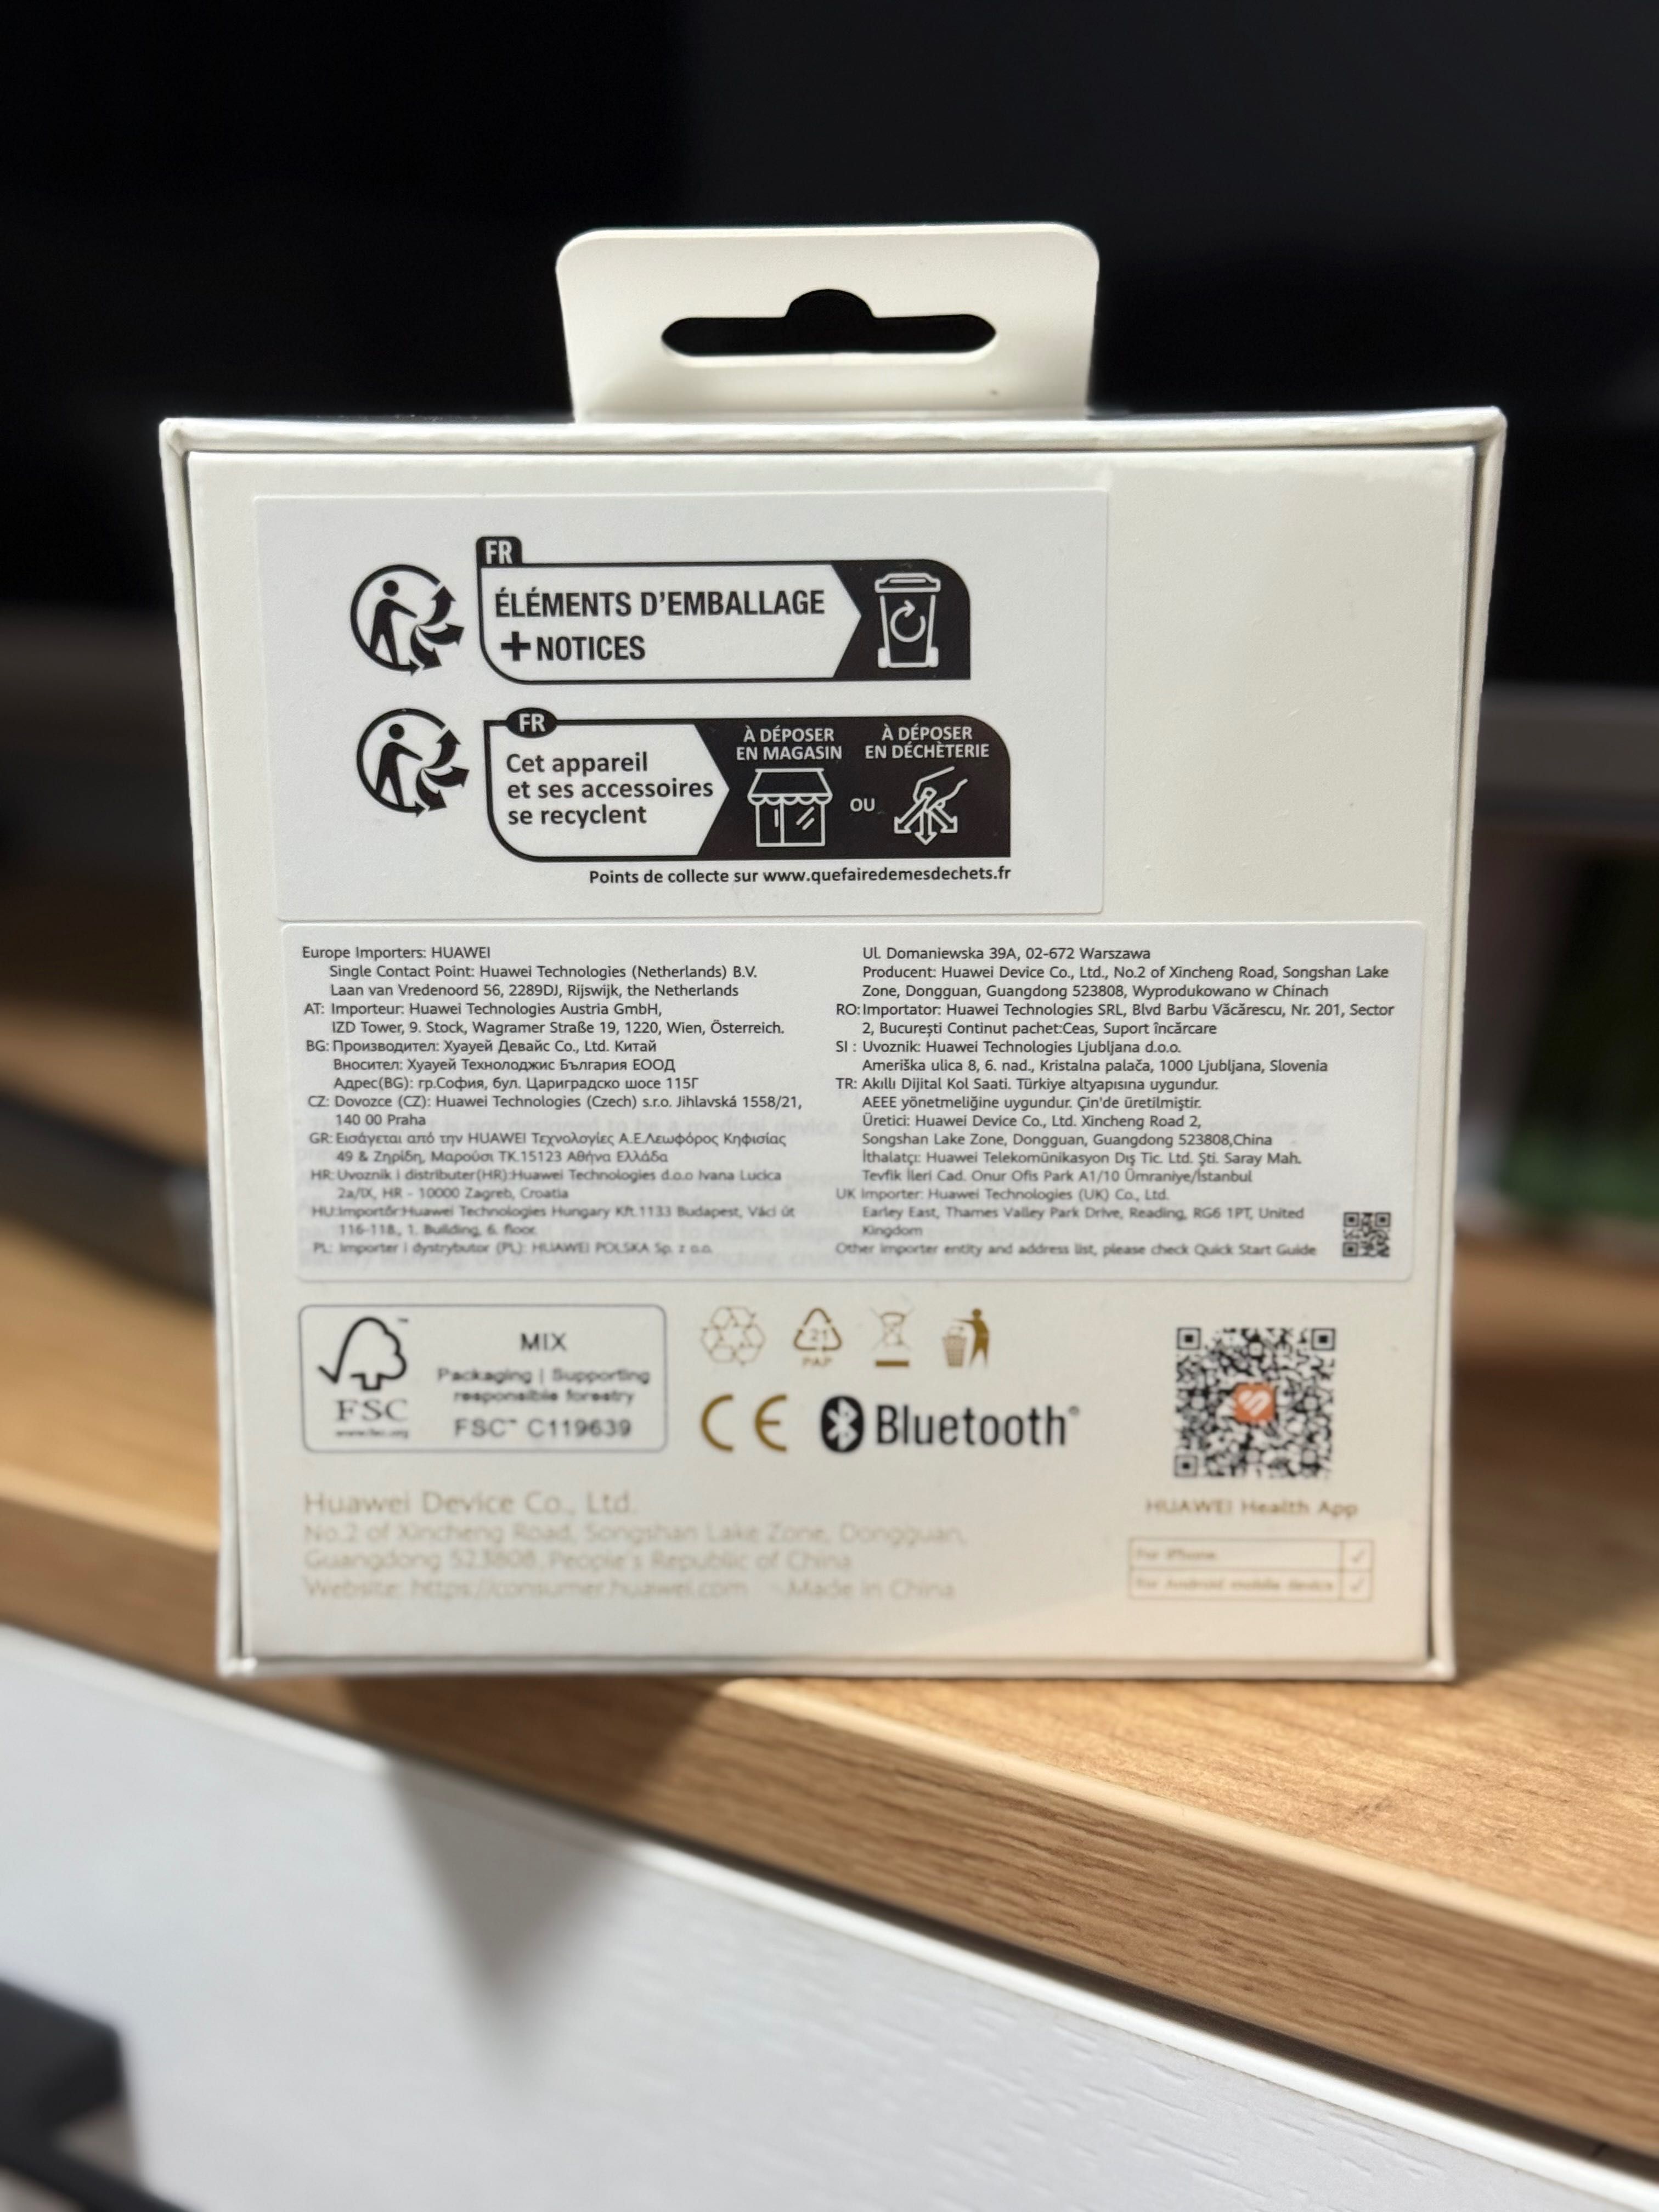 FR
ÉLÉMENTS D’EMBALLAGE
+ NOTICES
FR
Cet appareil
et ses accessoires
se recyclent
À DÉPOSER
EN MAGASIN
OU
À DÉPOSER
EN DÉCHÈTERIE
Points de collecte sur www.quefairedemesdechets.fr
Europe Importers: HUAWEI
Single Contact Point: Huawei Technologies (Netherlands) B.V.
Laan van Vredenoord 56, 2289DJ, Rijswijk, the Netherlands
AT: Importeur: Huawei Technologies Austria GmbH,
IZD Tower, 9. Stock, Wagramer Straße 19, 1220, Wien, Österreich.
BG: Производител: Хуауей Девайс Co., Ltd. Китай
Вносител: Хуауей Технолоджис България ЕООД
Адрес(BG): гр.София, бул. Цариградско шосе 115Г
CZ: Dovozce (CZ): Huawei Technologies (Czech) s.r.o. Jihlavská 1558/21,
140 00 Praha
GR: Εισάγεται από την HUAWEI Τεχνολογίες Α.Ε.Λεωφόρος Κηφισίας
49 & Ζηρίδη, Μαρούσι ΤΚ.15123 Αθήνα Ελλάδα
HR: Uvoznik i distributer(HR):Huawei Technologies d.o.o Ivana Lucica
2a/IX, HR - 10000 Zagreb, Croatia
HU:Importőr:Huawei Technologies Hungary Kft.1133 Budapest, Váci út
116-118., 1. Building, 6. floor.
PL: Importer i dystrybutor (PL): HUAWEI POLSKA Sp. z o.o.
Ul. Domaniewska 39A, 02-672 Warszawa
Producent: Huawei Device Co., Ltd., No.2 of Xincheng Road, Songshan Lake
Zone, Dongguan, Guangdong 523808, Wyprodukowano w Chinach
RO: Importator: Huawei Technologies SRL, Blvd Barbu Văcărescu, Nr. 201, Sector
2, București Continut pachet:Ceas, Suport încărcare
SI : Uvoznik: Huawei Technologies Ljubljana d.o.o.
Ameriška ulica 8, 6. nad., Kristalna palača, 1000 Ljubljana, Slovenia
TR: Akıllı Dijital Kol Saati. Türkiye altyapısına uygundur.
AEEE yönetmeliğine uygundur. Çin'de üretilmiştir.
Üretici: Huawei Device Co., Ltd. Xincheng Road 2,
Songshan Lake Zone, Dongguan, Guangdong 523808,China
İthalatçı: Huawei Telekomünikasyon Dış Tic. Ltd. Şti. Saray Mah.
Tevfik İleri Cad. Onur Ofis Park A1/10 Ümraniye/İstanbul
UK Importer: Huawei Technologies (UK) Co., Ltd.
Earley East, Thames Valley Park Drive, Reading, RG6 1PT, United
Kingdom
Other importer entity and address list, please check Quick Start Guide
FSC
www.fsc.org
MIX
Packaging | Supporting
responsible forestry
FSC™ C119639
21
PAP
CE
Bluetooth®
Huawei Device Co., Ltd.
No.2 of Xincheng Road, Songshan Lake Zone, Dongguan,
Guangdong 523808, People's Republic of China
Website: https://consumer.huawei.com Made in China
HUAWEI Health App
For iPhone ✓
For Android mobile device ✓